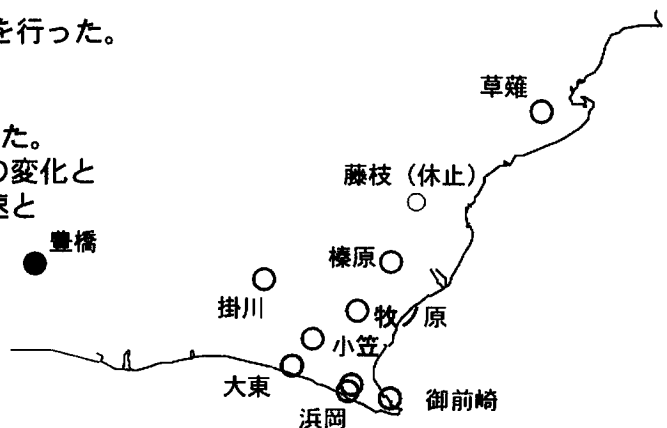 を行った。
た。
の変化と
速と
草薙
藤枝（休止）
豊橋
榛原
掛川
牧ノ原
小笠
大東
御前崎
浜岡